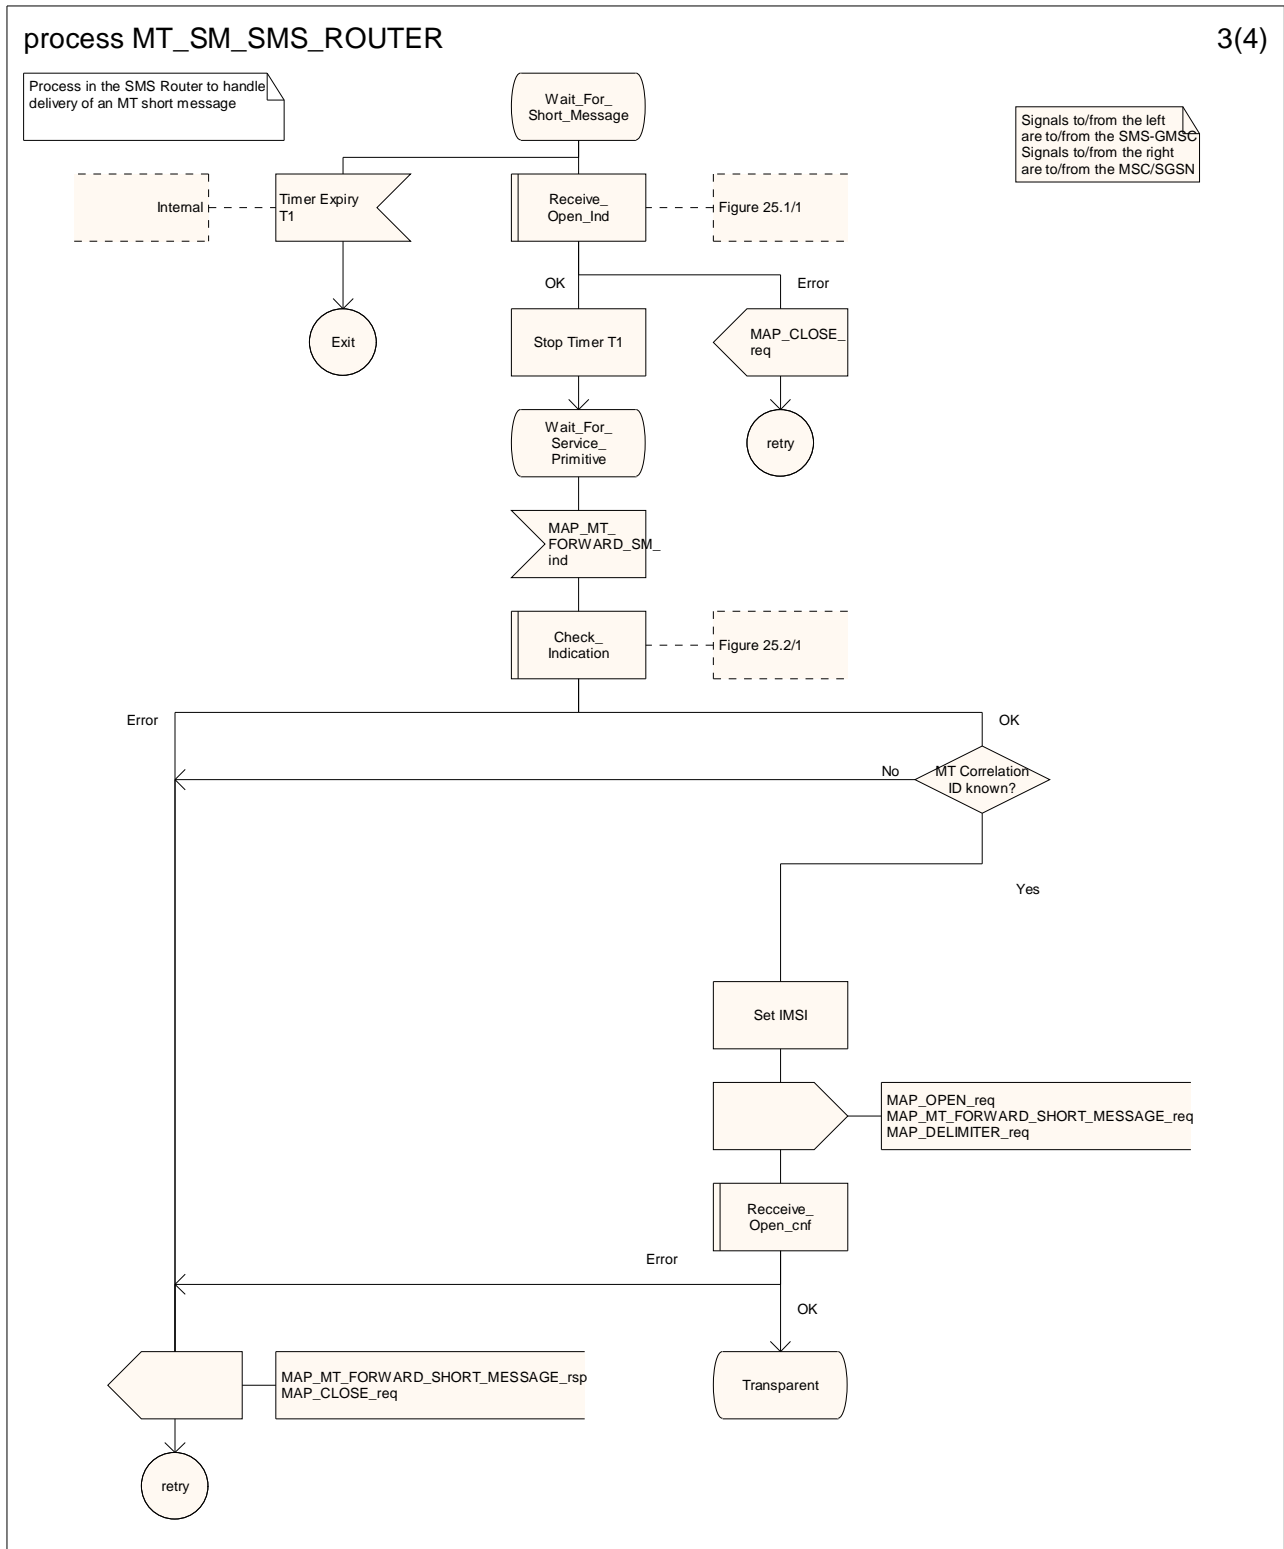 process MT_SM_SMS_ROUTER
3(4)
Process in the SMS Router to handle
delivery of an MT short message
Wait_For_
Short_Message
Signals to/from the left
are to/from the SMS-GMSC
Signals to/from the right
are to/from the MSC/SGSN
Internal
Timer Expiry
T1
Receive_
Open_Ind
Figure 25.1/1
OK
Error
Exit
Stop Timer T1
MAP_CLOSE_
req
Wait_For_
Service_
Primitive
retry
MAP_MT_
FORWARD_SM_
ind
Check_
Indication
Figure 25.2/1
Error
OK
No
MT Correlation
ID known?
Yes
Set IMSI
MAP_OPEN_req
MAP_MT_FORWARD_SHORT_MESSAGE_req
MAP_DELIMITER_req
Recceive_
Open_cnf
Error
OK
MAP_MT_FORWARD_SHORT_MESSAGE_rsp
MAP_CLOSE_req
Transparent
retry